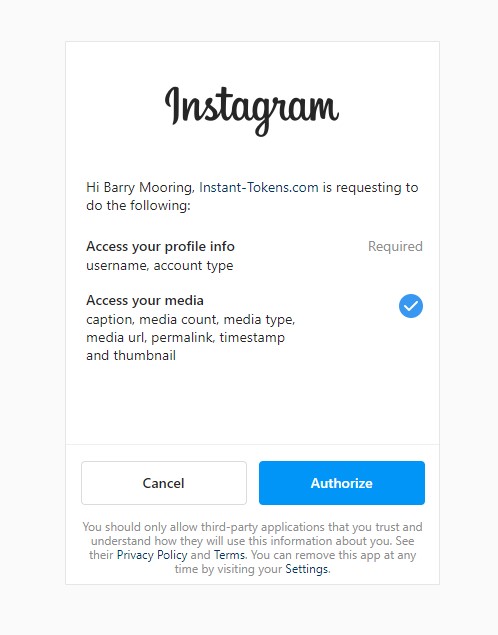 Instagram
Hi Barry Mooring, Instant-Tokens.com is requesting to
do the following:
Access your profile info
Required
username, account type
Access your media
caption, media count, media type,
media url, permalink, timestamp
and thumbnail
Cancel
Authorize
You should only allow third-party applications that you trust and
understand how they will use this information about you. See
their Privacy Policy and Terms. You can remove this app at any
time by visiting your Settings.